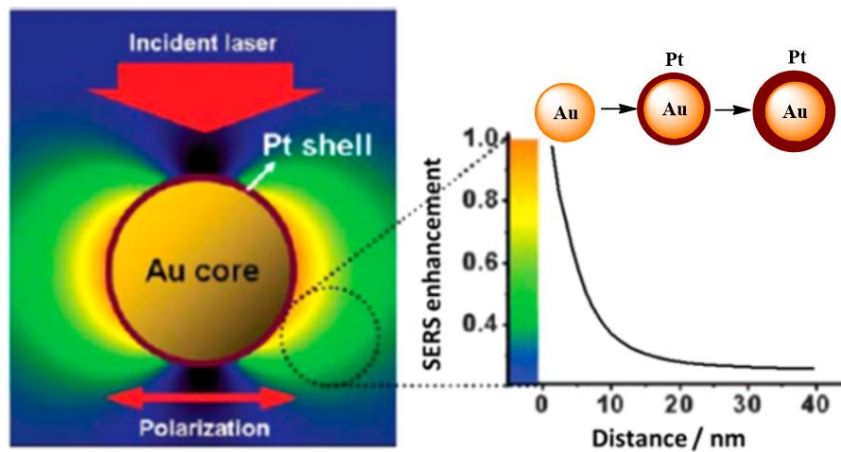 Incident laser
Pt shell
Au core
Polarization
Pt Pt
Au Au Au
SERS enhancement
1.0
0.8
0.6
0.4
0 10 20 30 40
Distance / nm